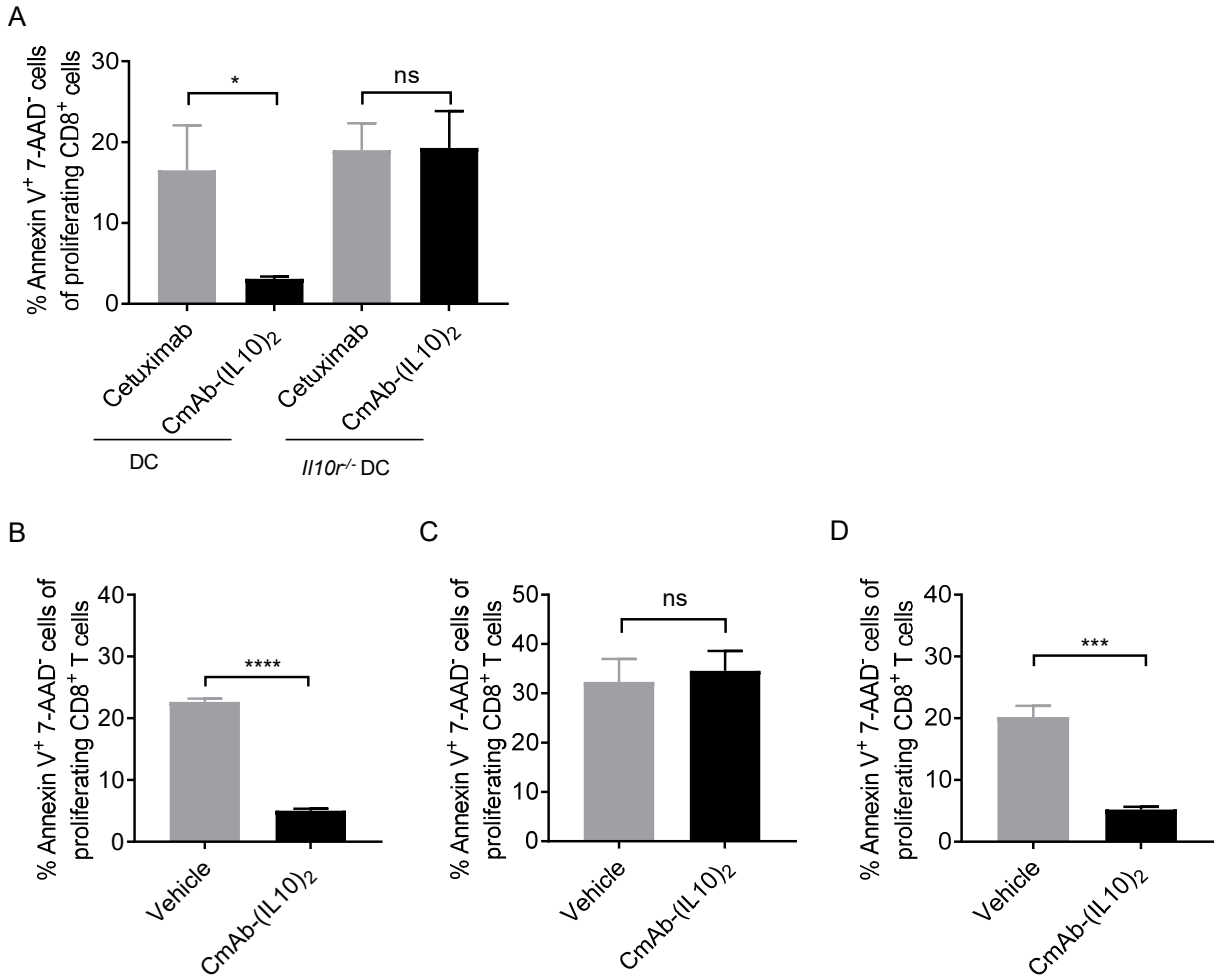 A
% Annexin V⁺ 7-AAD⁻ cells
of proliferating CD8⁺ cells
30
20
10
0
*
ns
Cetuximab
CmAb-(IL10)₂
Cetuximab
CmAb-(IL10)₂
DC
Il10r⁻/⁻ DC
B
% Annexin V⁺ 7-AAD⁻ cells of
proliferating CD8⁺ T cells
40
30
20
10
0
****
Vehicle
CmAb-(IL10)₂
C
% Annexin V⁺ 7-AAD⁻ cells of
proliferating CD8⁺ T cells
50
40
30
20
10
0
ns
Vehicle
CmAb-(IL10)₂
D
% Annexin V⁺ 7-AAD⁻ cells of
proliferating CD8⁺ T cells
40
30
20
10
0
***
Vehicle
CmAb-(IL10)₂